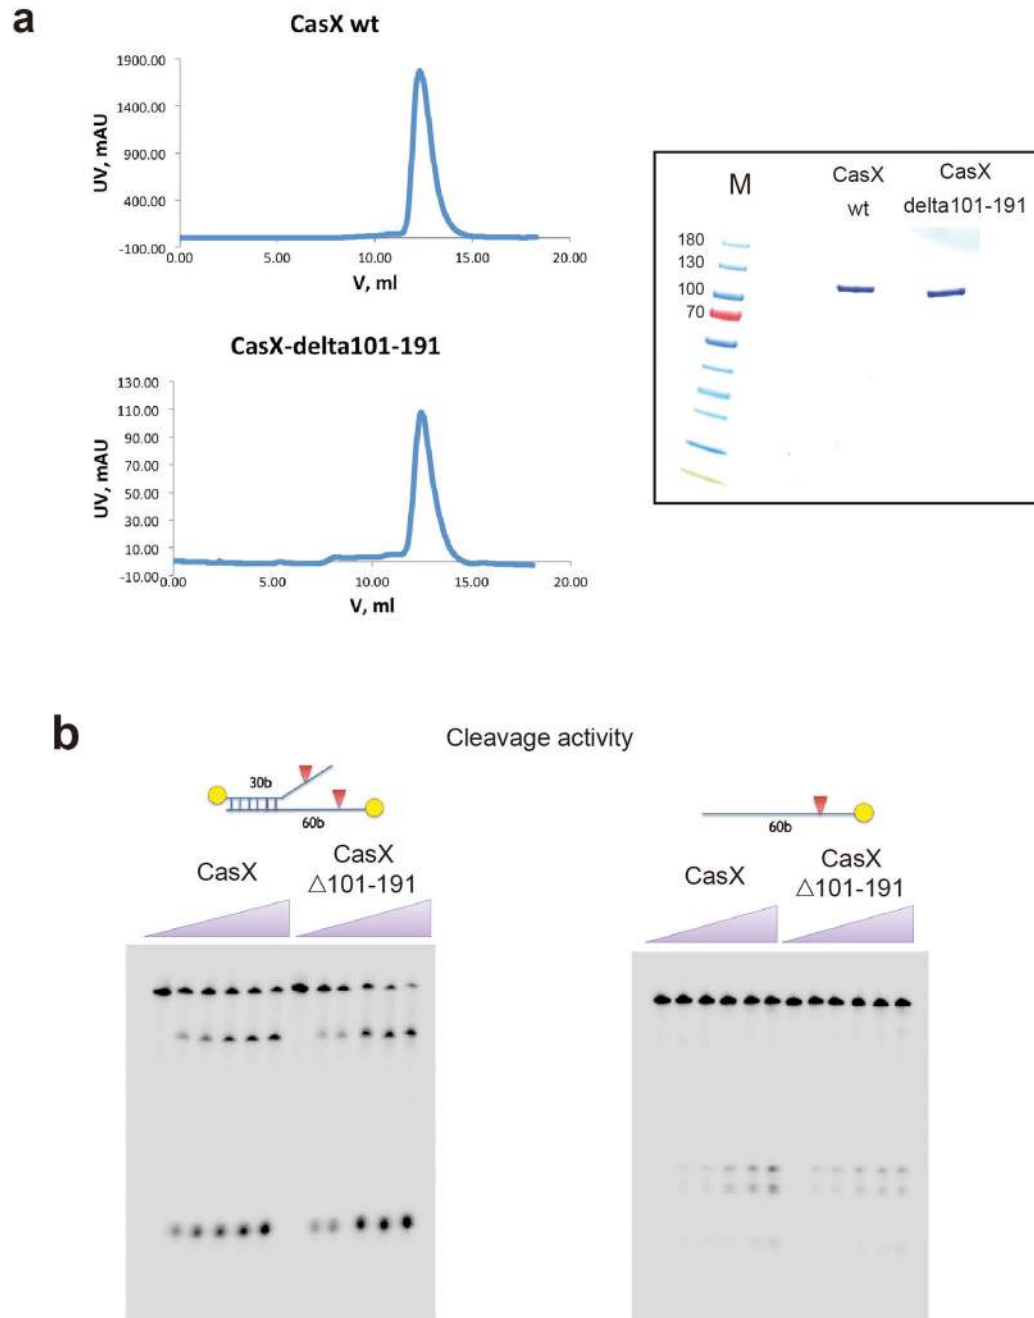 a
CasX wt
1900.00
1400.00
900.00
400.00
-100.00
UV, mAU
0.00 5.00 10.00 15.00 20.00
V, ml
CasX-delta101-191
130.00
110.00
90.00
70.00
50.00
30.00
10.00
-10.00
UV, mAU
0.00 5.00 10.00 15.00 20.00
V, ml
M
CasX
wt
CasX
delta101-191
180
130
100
70
b
Cleavage activity
30b
60b
CasX
CasX
△101-191
60b
CasX
CasX
△101-191